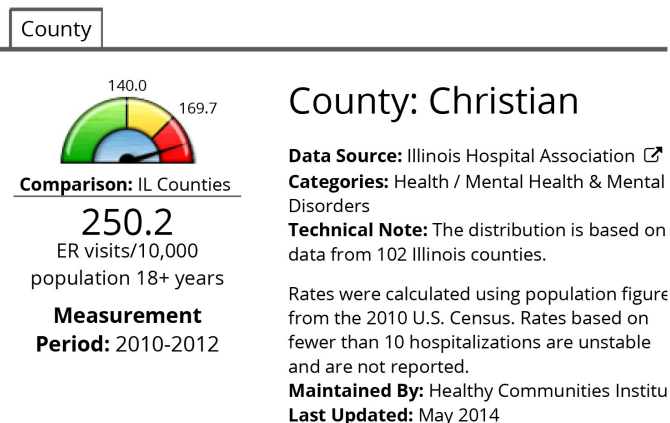 County
140.0
169.7
Comparison: IL Counties
250.2
ER visits/10,000
population 18+ years
Measurement
Period: 2010-2012
County: Christian
Data Source: Illinois Hospital Association
Categories: Health / Mental Health & Mental
Disorders
Technical Note: The distribution is based on
data from 102 Illinois counties.
Rates were calculated using population figure
from the 2010 U.S. Census. Rates based on
fewer than 10 hospitalizations are unstable
and are not reported.
Maintained By: Healthy Communities Institu
Last Updated: May 2014